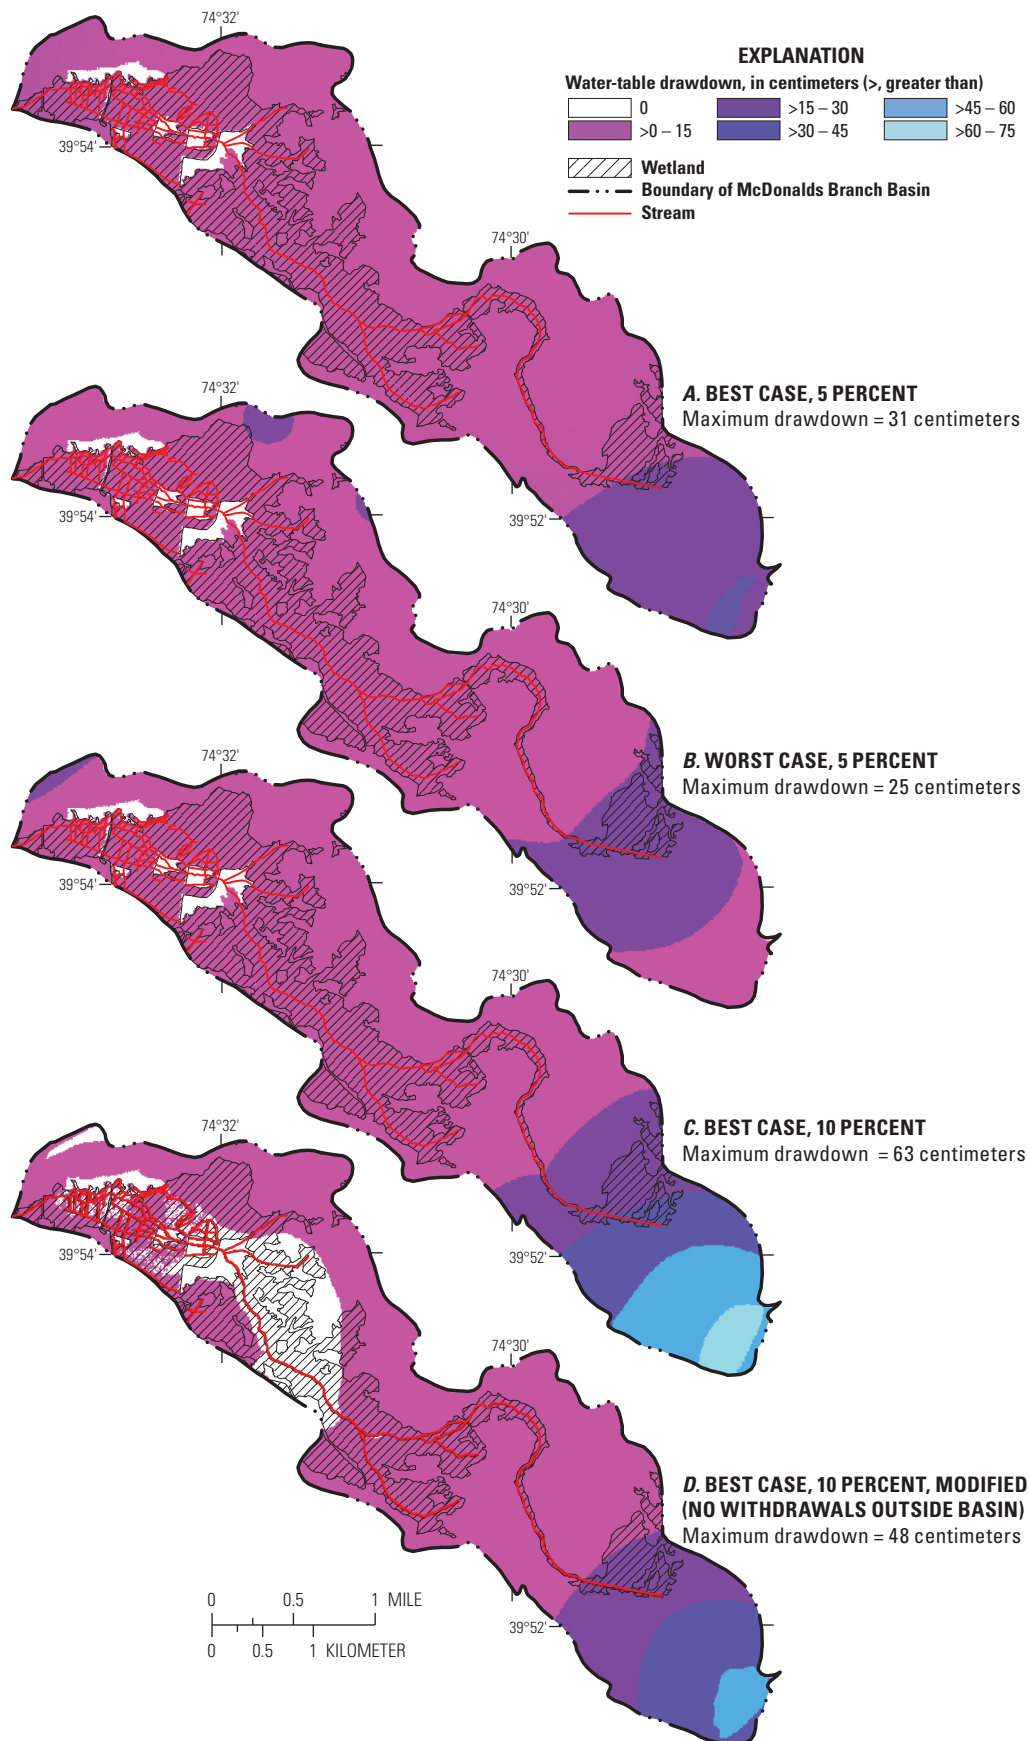 74°32'
EXPLANATION
Water-table drawdown, in centimeters (>, greater than)
0 >15 – 30 >45 – 60
>0 – 15 >30 – 45 >60 – 75
Wetland
Boundary of McDonalds Branch Basin
Stream
39°54'
74°30'
A. BEST CASE, 5 PERCENT
Maximum drawdown = 31 centimeters
39°52'
74°32'
39°54'
74°30'
B. WORST CASE, 5 PERCENT
Maximum drawdown = 25 centimeters
39°52'
74°32'
39°54'
74°30'
C. BEST CASE, 10 PERCENT
Maximum drawdown = 63 centimeters
39°52'
74°32'
39°54'
74°30'
D. BEST CASE, 10 PERCENT, MODIFIED
(NO WITHDRAWALS OUTSIDE BASIN)
Maximum drawdown = 48 centimeters
39°52'
0 0.5 1 MILE
0 0.5 1 KILOMETER